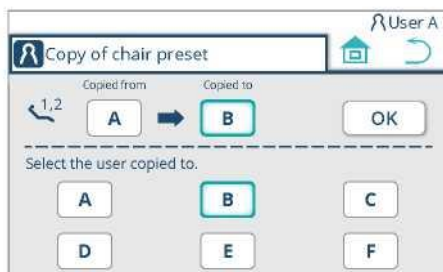 User A
Copy of chair preset
Copied from Copied to
1,2 A B OK
Select the user copied to.
A B C
D E F